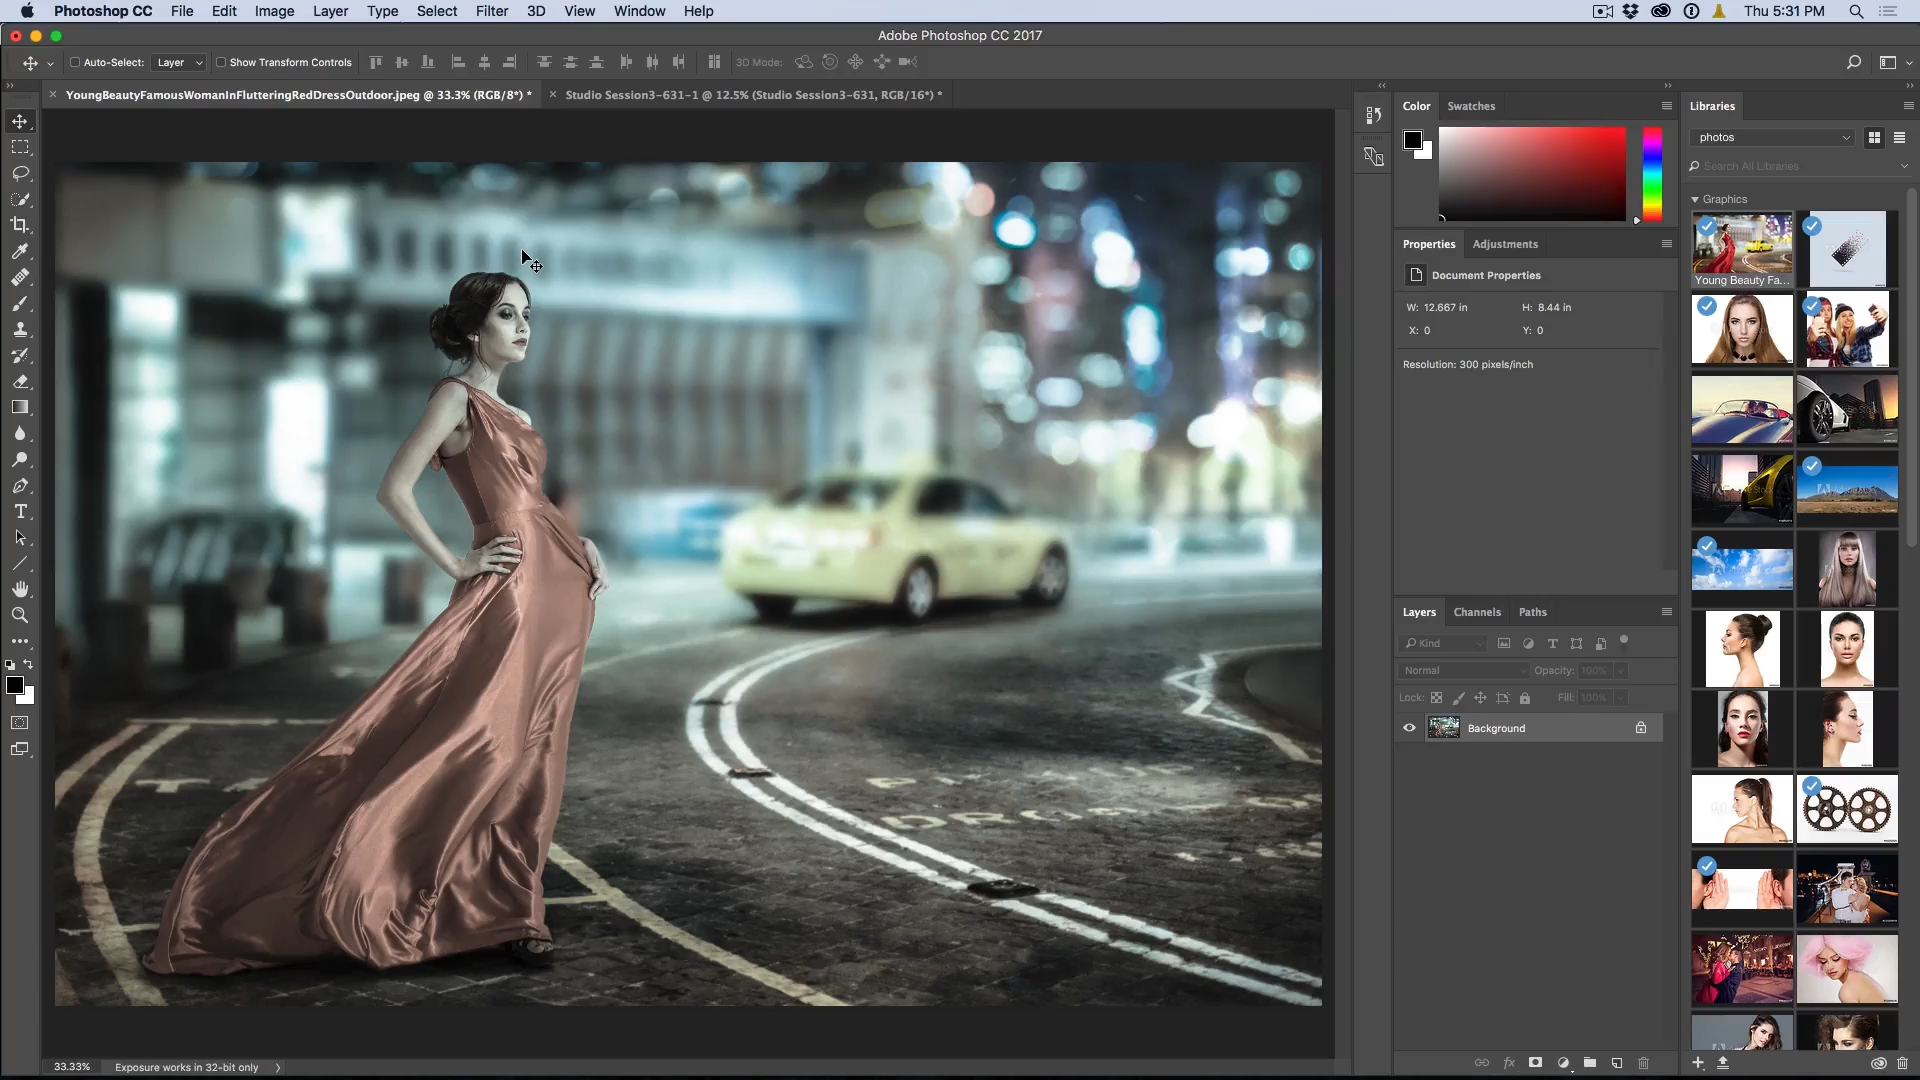 Photoshop CC File Edit Image Layer Type Select Filter 3D View Window Help Thu 5:31 PM
Adobe Photoshop CC 2017
Auto-Select: Layer Show Transform Controls 3D Mode:
YoungBeautyFamousWomanInFlutteringRedDressOutdoor.jpeg @ 33.3% (RGB/8*) *
Studio Session3-631-1 @ 12.5% (Studio Session3-631, RGB/16*) *
Color Swatches
Libraries
photos
Search All Libraries
Graphics
Young Beauty Fa...
Properties Adjustments
Document Properties
W: 12.667 in H: 8.44 in
X: 0 Y: 0
Resolution: 300 pixels/inch
Layers Channels Paths
Kind
Normal Opacity: 100%
Lock: Fill: 100%
Background
33.33% Exposure works in 32-bit only